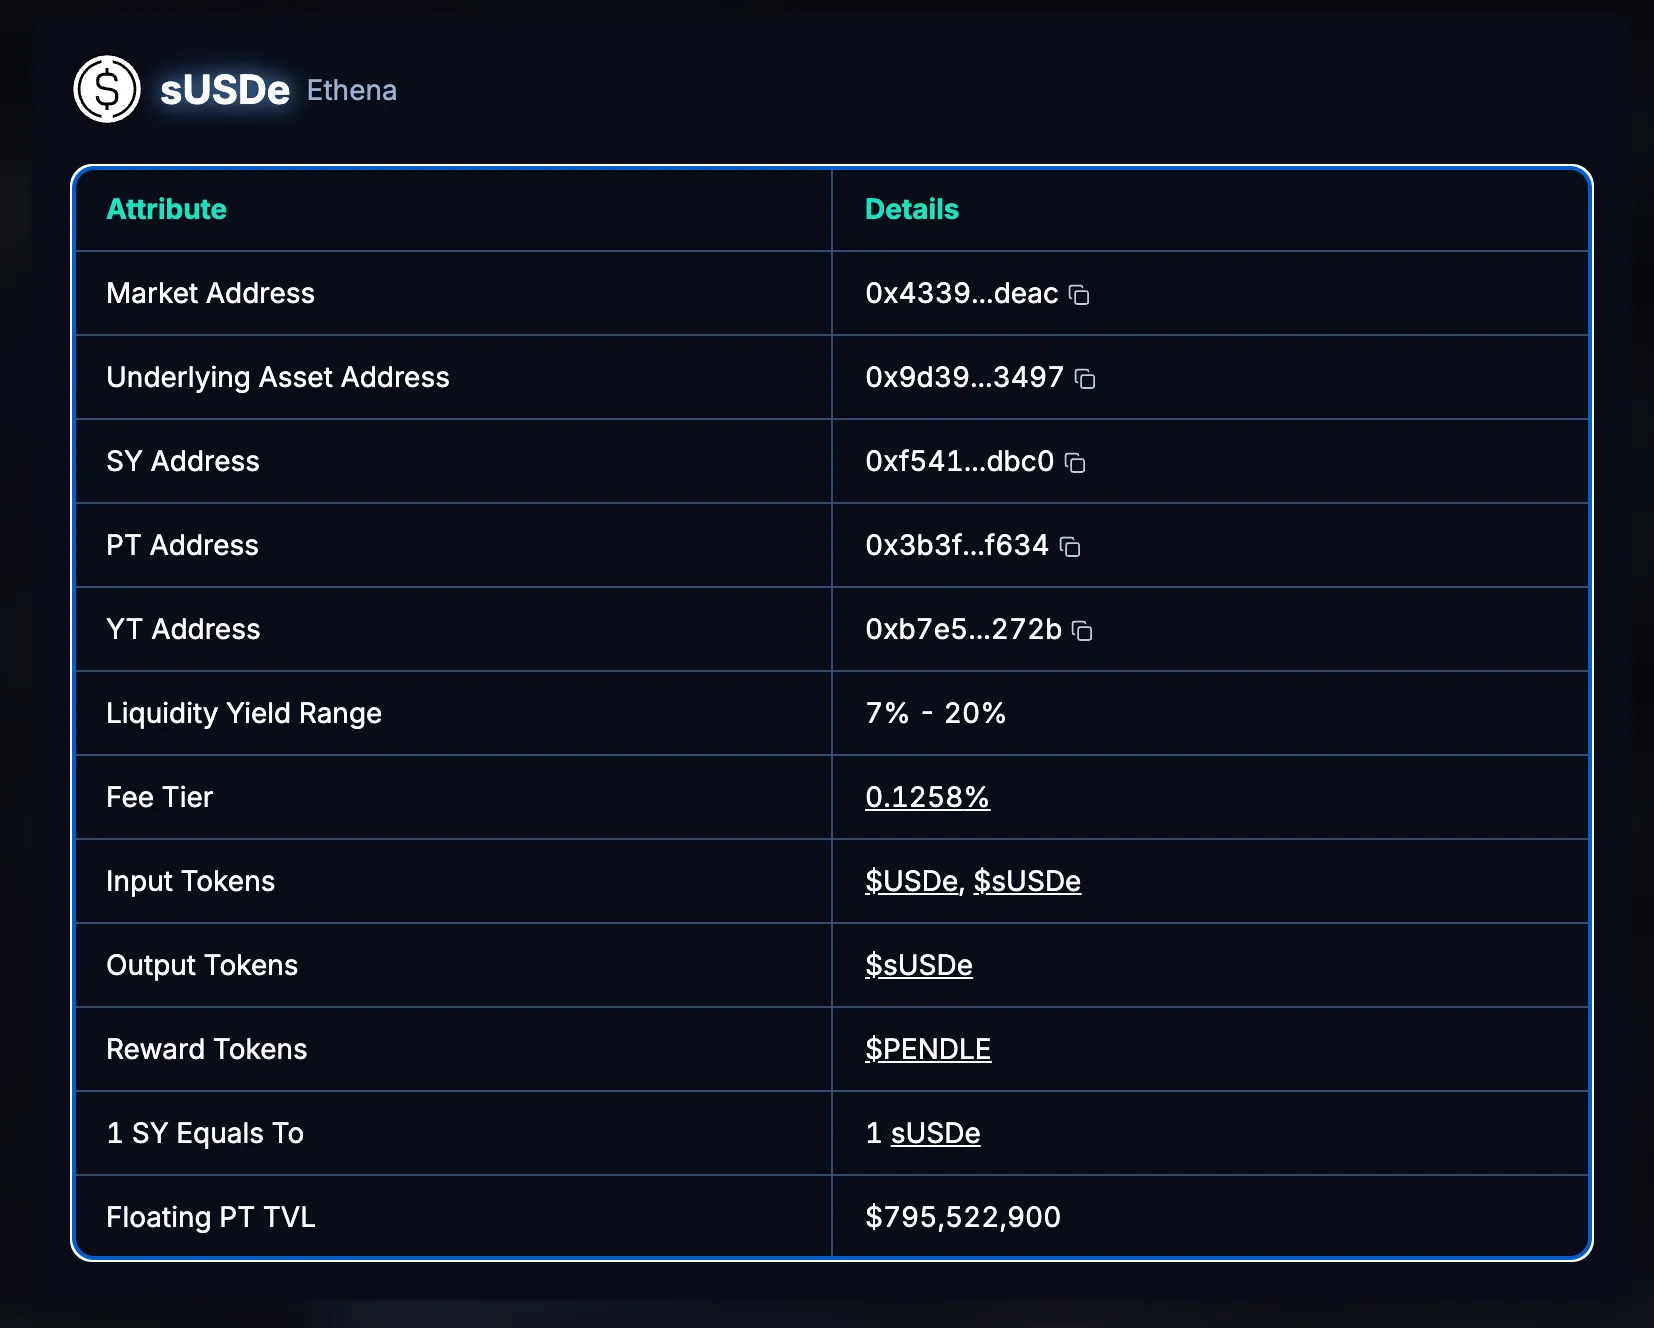 sUSDe Ethena
Attribute Details
Market Address 0x4339...deac
Underlying Asset Address 0x9d39...3497
SY Address 0xf541...dbc0
PT Address 0x3b3f...f634
YT Address 0xb7e5...272b
Liquidity Yield Range 7% - 20%
Fee Tier 0.1258%
Input Tokens $USDe, $sUSDe
Output Tokens $sUSDe
Reward Tokens $PENDLE
1 SY Equals To 1 sUSDe
Floating PT TVL $795,522,900